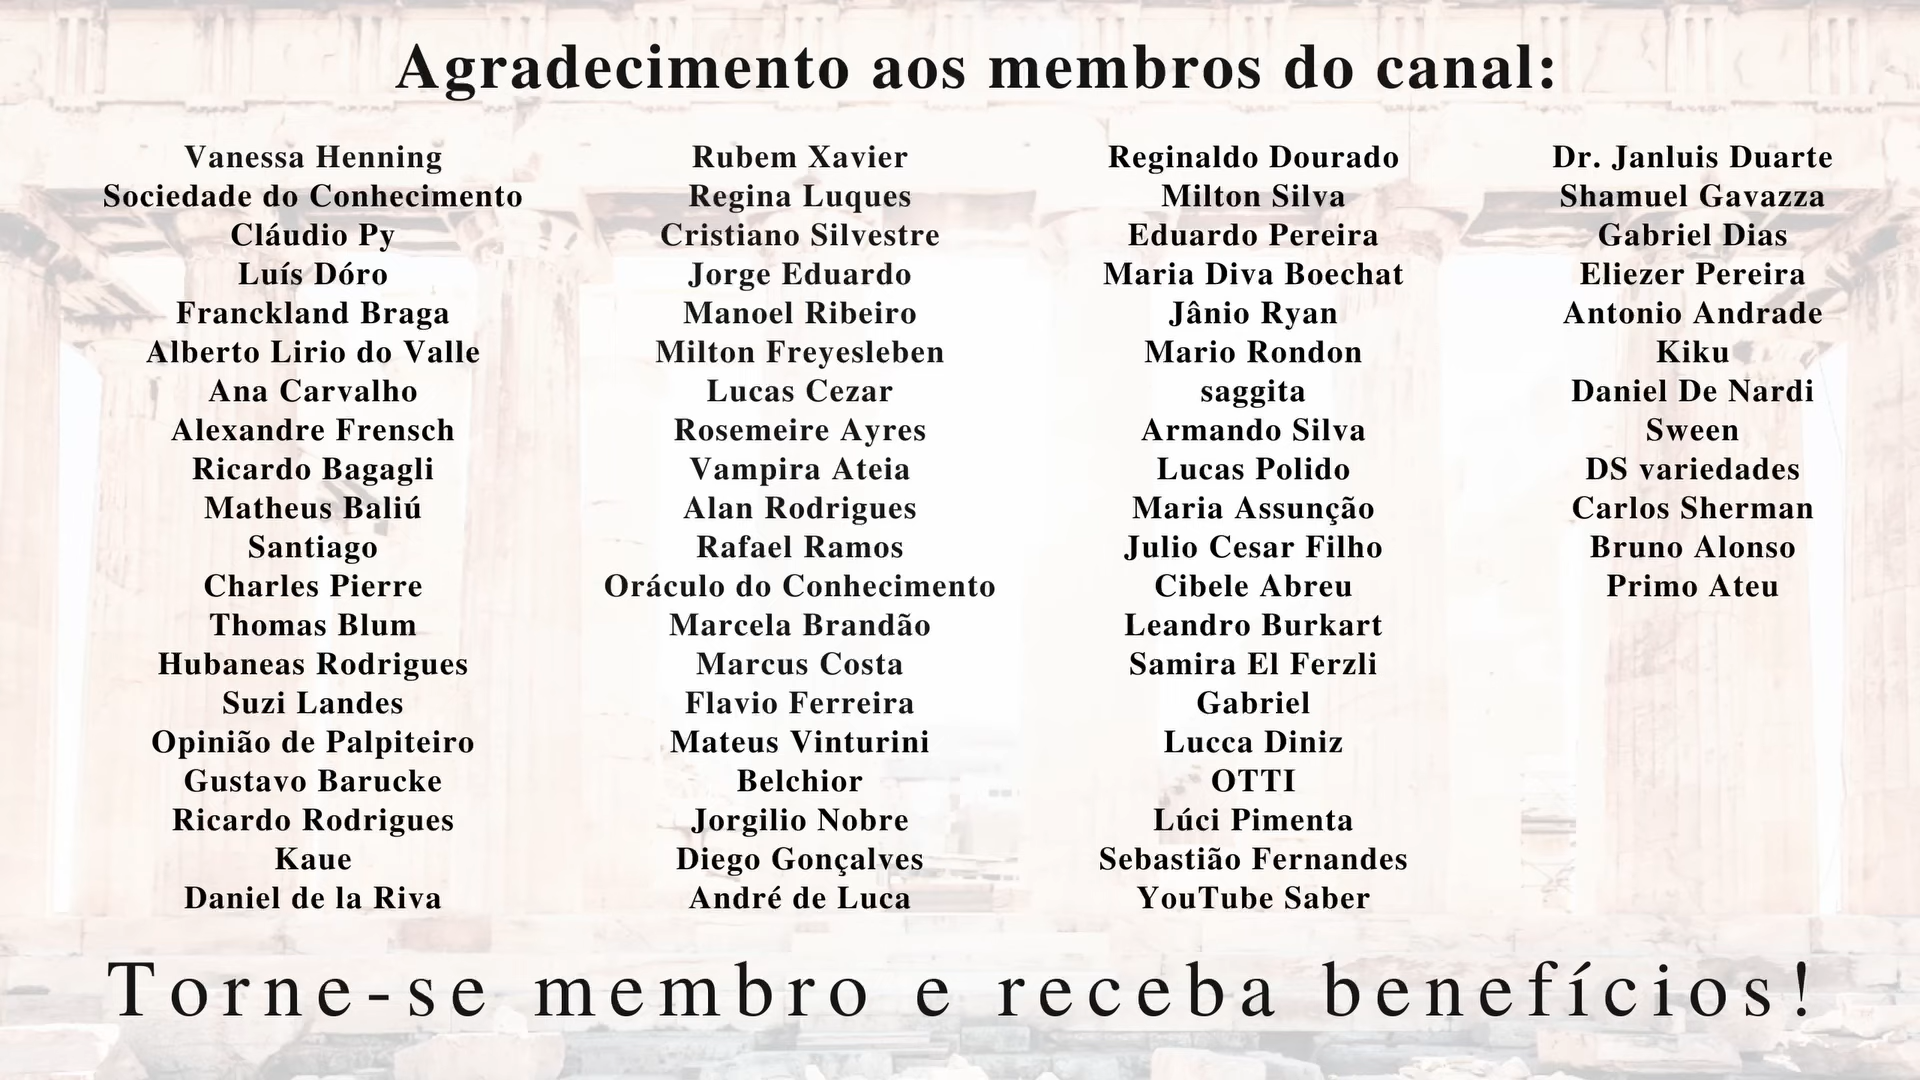 Agradecimento aos membros do canal:
Vanessa Henning
Sociedade do Conhecimento
Cláudio Py
Luís Dóro
Franckland Braga
Alberto Lirio do Valle
Ana Carvalho
Alexandre Frensch
Ricardo Bagagli
Matheus Baliú
Santiago
Charles Pierre
Thomas Blum
Hubaneas Rodrigues
Suzi Landes
Opinião de Palpiteiro
Gustavo Barucke
Ricardo Rodrigues
Kaue
Daniel de la Riva
Rubem Xavier
Regina Luques
Cristiano Silvestre
Jorge Eduardo
Manoel Ribeiro
Milton Freyesleben
Lucas Cezar
Rosemeire Ayres
Vampira Ateia
Alan Rodrigues
Rafael Ramos
Oráculo do Conhecimento
Marcela Brandão
Marcus Costa
Flavio Ferreira
Mateus Vinturini
Belchior
Jorgilio Nobre
Diego Gonçalves
André de Luca
Reginaldo Dourado
Milton Silva
Eduardo Pereira
Maria Diva Boechat
Jânio Ryan
Mario Rondon
saggita
Armando Silva
Lucas Polido
Maria Assunção
Julio Cesar Filho
Cibele Abreu
Leandro Burkart
Samira El Ferzli
Gabriel
Lucca Diniz
OTTI
Lúci Pimenta
Sebastião Fernandes
YouTube Saber
Dr. Janluis Duarte
Shamuel Gavazza
Gabriel Dias
Eliezer Pereira
Antonio Andrade
Kiku
Daniel De Nardi
Sween
DS variedades
Carlos Sherman
Bruno Alonso
Primo Ateu
Torne-se membro e receba benefícios!